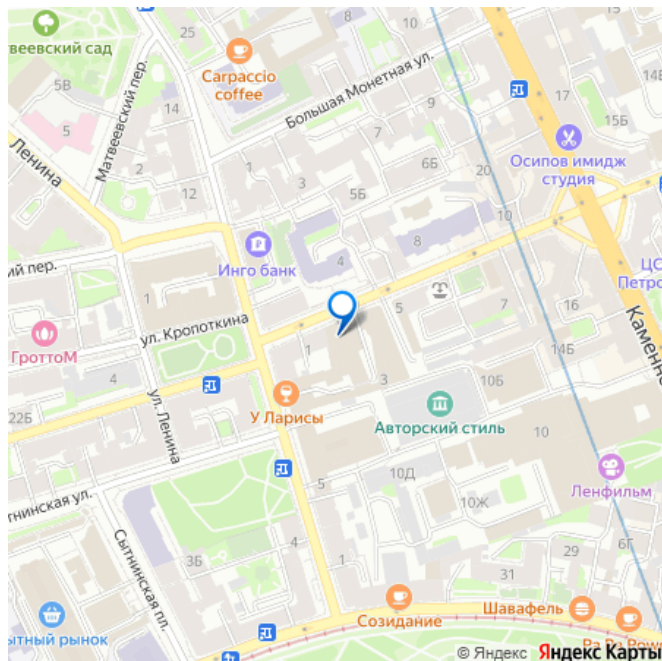 25
твеевский сад
Carpaccio
coffee
Большая Монетная ул.
17
14В
5В
Матвеевский пер.
14
9
15Б
Осипов имидж
студия
5
Ленина
2
12
1
3
7
5
6Б
20
10
10
8
4
Инго банк
ий пер.
ЦС
Петро
1
ул. Кропоткина
ГроттоМ
5
7
16
Каменно
1
14Б
4
3
10Б
У Ларисы
22Б
ул. Ленина
Авторский стиль
10
ытнинская ул.
5
10Д
10Ж
Ленфильм
Сытнинская пл.
3Б
4
1
29
6Г
31
ытный рынок
Созидание
Шавафель
© Яндекс Яндекс Карты